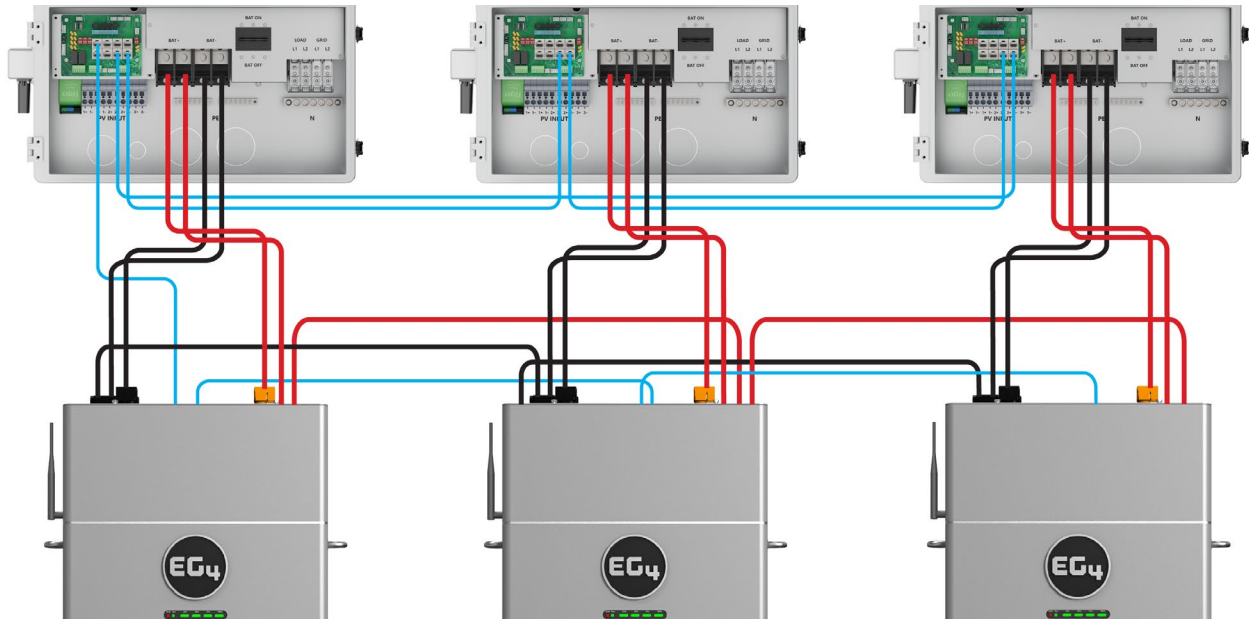 BAT ON
BAT+ BAT-
LOAD GRID
L1 L2 L1 L2
BAT OFF
PV INPUT
PE
N
BAT ON
BAT+ BAT-
LOAD GRID
L1 L2 L1 L2
BAT OFF
PV INPUT
PE
N
BAT ON
BAT+ BAT-
LOAD GRID
L1 L2 L1 L2
BAT OFF
PV INPUT
PE
N
EG4
EG4
EG4